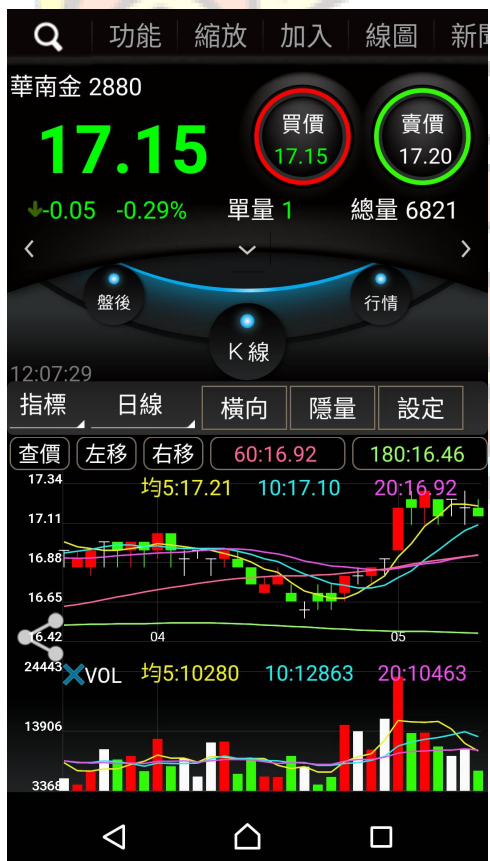 功能 縮放 加入 線圖 新聞
華南金 2880
17.15
買價
17.15
賣價
17.20
-0.05 -0.29% 單量 1 總量 6821
盤後
K線
行情
12:07:29
指標 日線 橫向 隱量 設定
查價 左移 右移 60:16.92 180:16.46
均5:17.21 10:17.10 20:16.92
17.34
17.11
16.88
16.65
16.42
04 05
VOL 均5:10280 10:12863 20:10463
24443
13906
3368